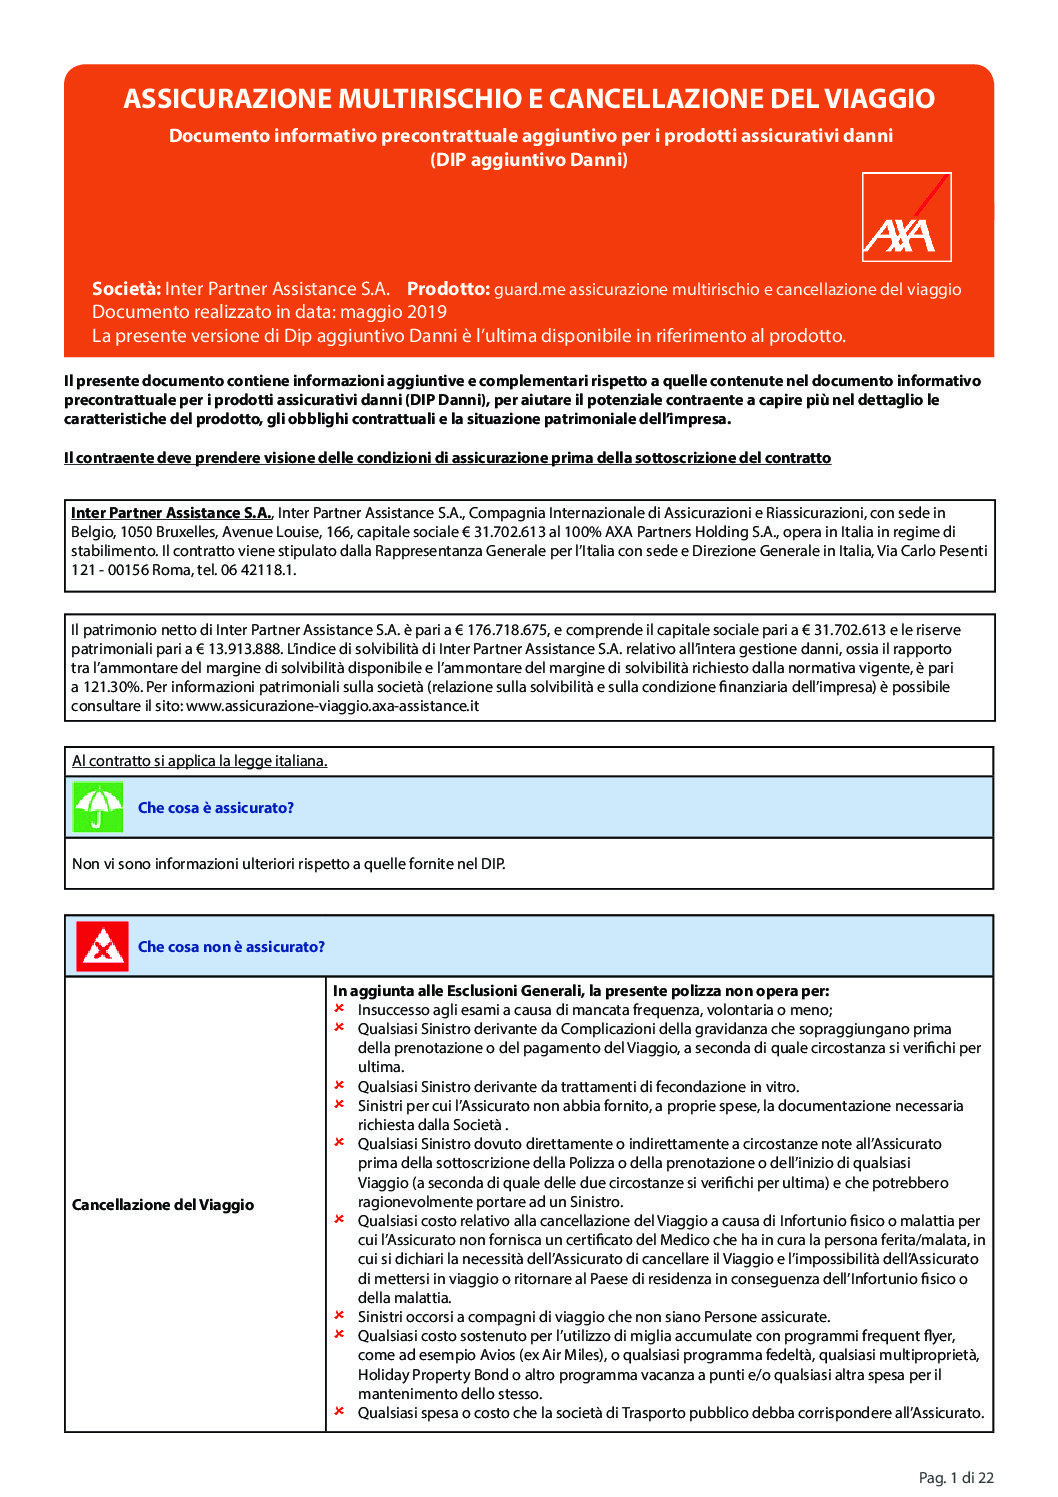 ASSICURAZIONE MULTIRISCHIO E CANCELLAZIONE DEL VIAGGIO
Documento informativo precontrattuale aggiuntivo per i prodotti assicurativi danni
(DIP aggiuntivo Danni)
AXA
Società: Inter Partner Assistance S.A. Prodotto: guard.me assicurazione multirischio e cancellazione del viaggio
Documento realizzato in data: maggio 2019
La presente versione di Dip aggiuntivo Danni è l’ultima disponibile in riferimento al prodotto.
Il presente documento contiene informazioni aggiuntive e complementari rispetto a quelle contenute nel documento informativo
precontrattuale per i prodotti assicurativi danni (DIP Danni), per aiutare il potenziale contraente a capire più nel dettaglio le
caratteristiche del prodotto, gli obblighi contrattuali e la situazione patrimoniale dell’impresa.
Il contraente deve prendere visione delle condizioni di assicurazione prima della sottoscrizione del contratto
Inter Partner Assistance S.A., Inter Partner Assistance S.A., Compagnia Internazionale di Assicurazioni e Riassicurazioni, con sede in
Belgio, 1050 Bruxelles, Avenue Louise, 166, capitale sociale € 31.702.613 al 100% AXA Partners Holding S.A., opera in Italia in regime di
stabilimento. Il contratto viene stipulato dalla Rappresentanza Generale per l’Italia con sede e Direzione Generale in Italia, Via Carlo Pesenti
121 - 00156 Roma, tel. 06 42118.1.
Il patrimonio netto di Inter Partner Assistance S.A. è pari a € 176.718.675, e comprende il capitale sociale pari a € 31.702.613 e le riserve
patrimoniali pari a € 13.913.888. L’indice di solvibilità di Inter Partner Assistance S.A. relativo all’intera gestione danni, ossia il rapporto
tra l’ammontare del margine di solvibilità disponibile e l’ammontare del margine di solvibilità richiesto dalla normativa vigente, è pari
a 121.30%. Per informazioni patrimoniali sulla società (relazione sulla solvibilità e sulla condizione finanziaria dell’impresa) è possibile
consultare il sito: www.assicurazione-viaggio.axa-assistance.it
Al contratto si applica la legge italiana.
Che cosa è assicurato?
Non vi sono informazioni ulteriori rispetto a quelle fornite nel DIP.
Che cosa non è assicurato?
Cancellazione del Viaggio
In aggiunta alle Esclusioni Generali, la presente polizza non opera per:
Insuccesso agli esami a causa di mancata frequenza, volontaria o meno;
Qualsiasi Sinistro derivante da Complicazioni della gravidanza che sopraggiungano prima
della prenotazione o del pagamento del Viaggio, a seconda di quale circostanza si verifichi per
ultima.
Qualsiasi Sinistro derivante da trattamenti di fecondazione in vitro.
Sinistri per cui l’Assicurato non abbia fornito, a proprie spese, la documentazione necessaria
richiesta dalla Società .
Qualsiasi Sinistro dovuto direttamente o indirettamente a circostanze note all’Assicurato
prima della sottoscrizione della Polizza o della prenotazione o dell’inizio di qualsiasi
Viaggio (a seconda di quale delle due circostanze si verifichi per ultima) e che potrebbero
ragionevolmente portare ad un Sinistro.
Qualsiasi costo relativo alla cancellazione del Viaggio a causa di Infortunio fisico o malattia per
cui l’Assicurato non fornisca un certificato del Medico che ha in cura la persona ferita/malata, in
cui si dichiari la necessità dell’Assicurato di cancellare il Viaggio e l’impossibilità dell’Assicurato
di mettersi in viaggio o ritornare al Paese di residenza in conseguenza dell’Infortunio fisico o
della malattia.
Sinistri occorsi a compagni di viaggio che non siano Persone assicurate.
Qualsiasi costo sostenuto per l’utilizzo di miglia accumulate con programmi frequent flyer,
come ad esempio Avios (ex Air Miles), o qualsiasi programma fedeltà, qualsiasi multiproprietà,
Holiday Property Bond o altro programma vacanza a punti e/o qualsiasi altra spesa per il
mantenimento dello stesso.
Qualsiasi spesa o costo che la società di Trasporto pubblico debba corrispondere all’Assicurato.
Pag. 1 di 22